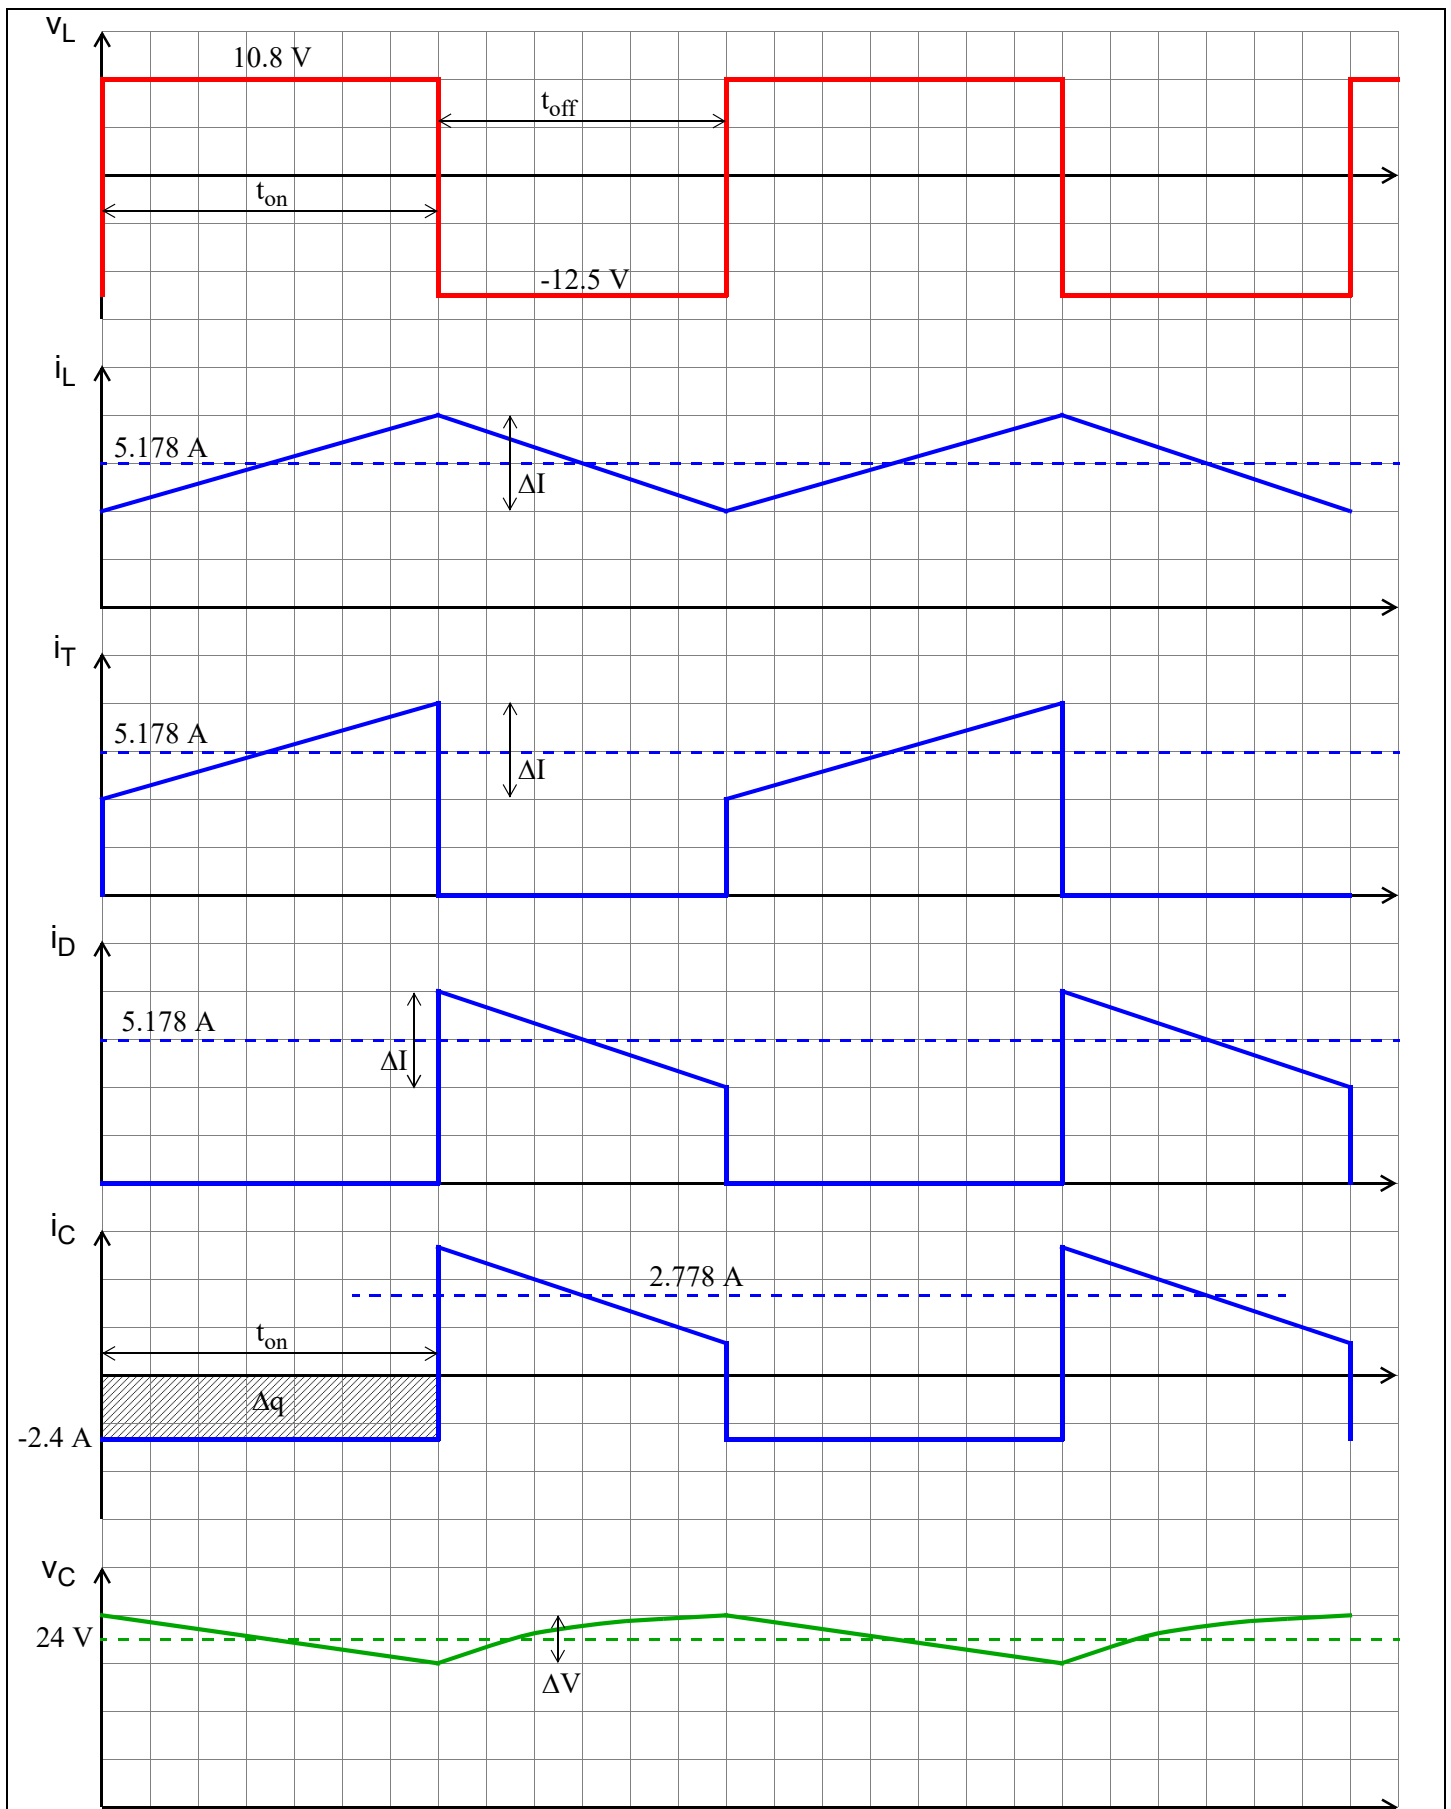 vL
10.8 V
toff
ton
-12.5 V
iL
5.178 A
ΔI
iT
5.178 A
ΔI
iD
5.178 A
ΔI
iC
2.778 A
ton
Δq
-2.4 A
vC
24 V
ΔV